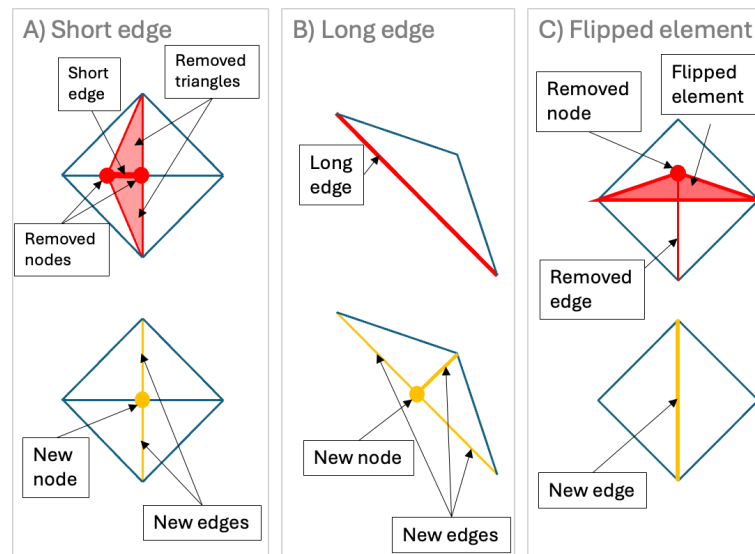 A) Short edge
Short
edge
Removed
triangles
Removed
nodes
New
node
New edges
B) Long edge
Long
edge
New node
New edges
C) Flipped element
Removed
node
Flipped
element
Removed
edge
New edge